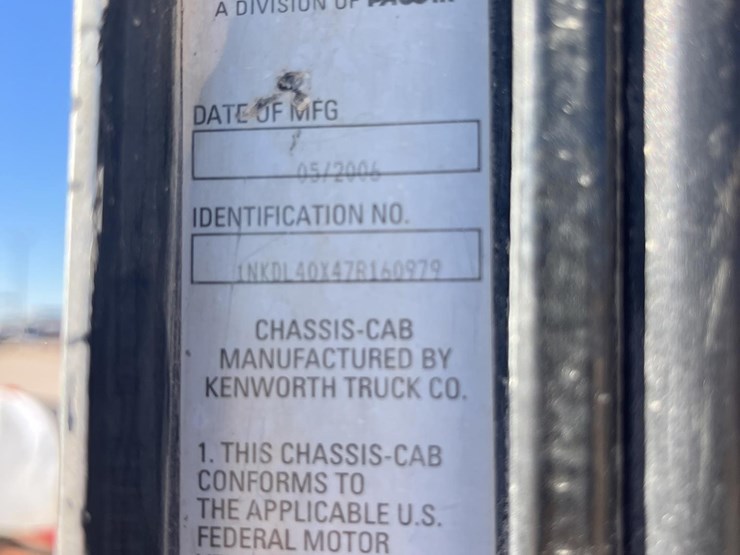 A DIVISION OF PACCAR
DATE OF MFG
05/2006
IDENTIFICATION NO.
1NKDL40X47R160979
CHASSIS-CAB
MANUFACTURED BY
KENWORTH TRUCK CO.
1. THIS CHASSIS-CAB
CONFORMS TO
THE APPLICABLE U.S.
FEDERAL MOTOR